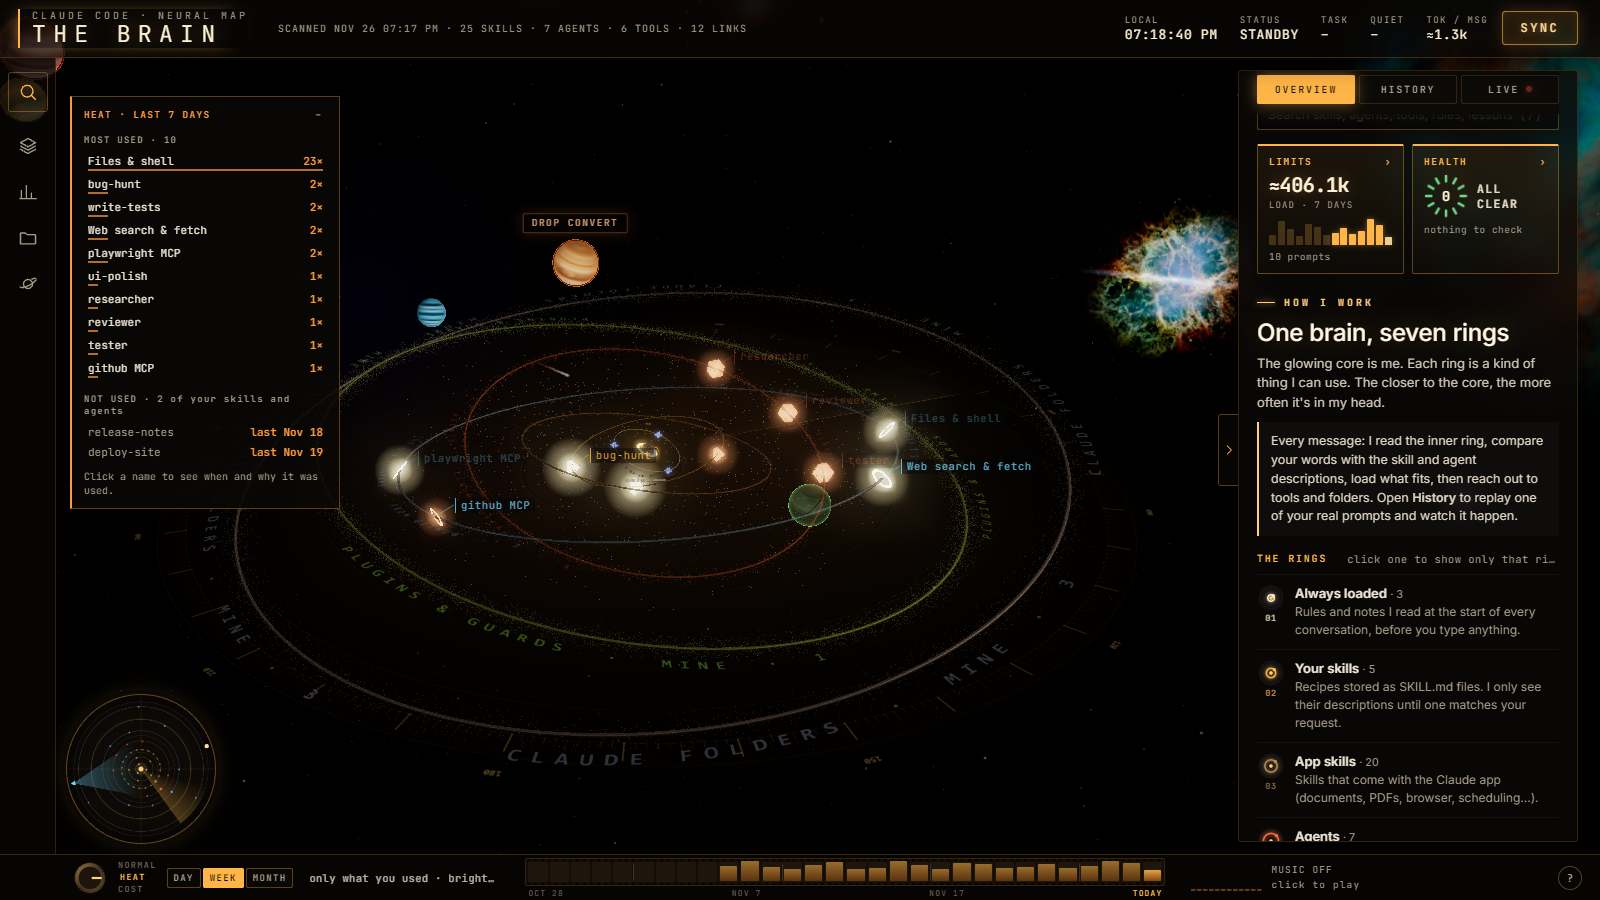 CLAUDE CODE · NEURAL MAP
THE BRAIN
SCANNED NOV 26 07:17 PM · 25 SKILLS · 7 AGENTS · 6 TOOLS · 12 LINKS
LOCAL
07:18:40 PM
STATUS
STANDBY
TASK
–
QUIET
–
TOK / MSG
≈1.3k
SYNC
HEAT · LAST 7 DAYS
–
MOST USED · 10
Files & shell 23×
bug-hunt 2×
write-tests 2×
Web search & fetch 2×
playwright MCP 2×
ui-polish 1×
researcher 1×
reviewer 1×
tester 1×
github MCP 1×
NOT USED · 2 of your skills and
agents
release-notes last Nov 18
deploy-site last Nov 19
Click a name to see when and why it was
used.
DROP CONVERT
researcher
reviewer
Files & shell
playwright MCP
bug-hunt
tester
Web search & fetch
github MCP
PLUGINS & GUARDS · MINE · 1
MINE · 3
CLAUDE FOLDERS · MINE · 3
180
150
OVERVIEW
HISTORY
LIVE
Search skills, agents, tools, rules, lessons (/)
LIMITS ›
≈406.1k
LOAD · 7 DAYS
10 prompts
HEALTH ›
0
ALL
CLEAR
nothing to check
HOW I WORK
One brain, seven rings
The glowing core is me. Each ring is a kind of
thing I can use. The closer to the core, the more
often it's in my head.
Every message: I read the inner ring, compare
your words with the skill and agent
descriptions, load what fits, then reach out to
tools and folders. Open History to replay one
of your real prompts and watch it happen.
THE RINGS click one to show only that ri…
01
Always loaded · 3
Rules and notes I read at the start of every
conversation, before you type anything.
02
Your skills · 5
Recipes stored as SKILL.md files. I only see
their descriptions until one matches your
request.
03
App skills · 20
Skills that come with the Claude app
(documents, PDFs, browser, scheduling...).
Agents · 7
NORMAL
HEAT
COST
DAY
WEEK
MONTH
only what you used · bright…
OCT 28
NOV 7
NOV 17
TODAY
MUSIC OFF
click to play
?